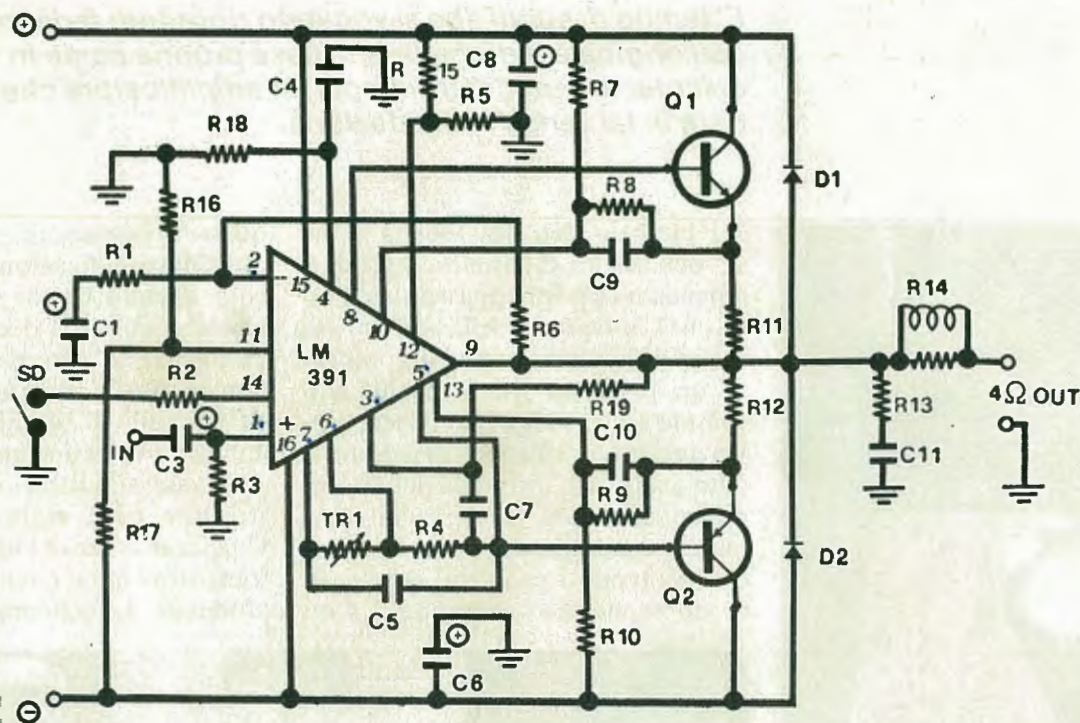 ⊕
C4
R
15
C8
⊕
R5
R7
Q1
R18
R8
D1
R16
C9
R1
2
-
15
4
8
10
12
R6
R14
⊕
C1
11
LM
391
9
R11
SD
R2
14
5
13
3
R19
R12
4Ω OUT
⊕
1
+
16
7
6
C10
R13
IN
C3
R3
C7
R9
C11
R17
TR1
R4
D2
C5
Q2
⊕
C6
R10
⊖